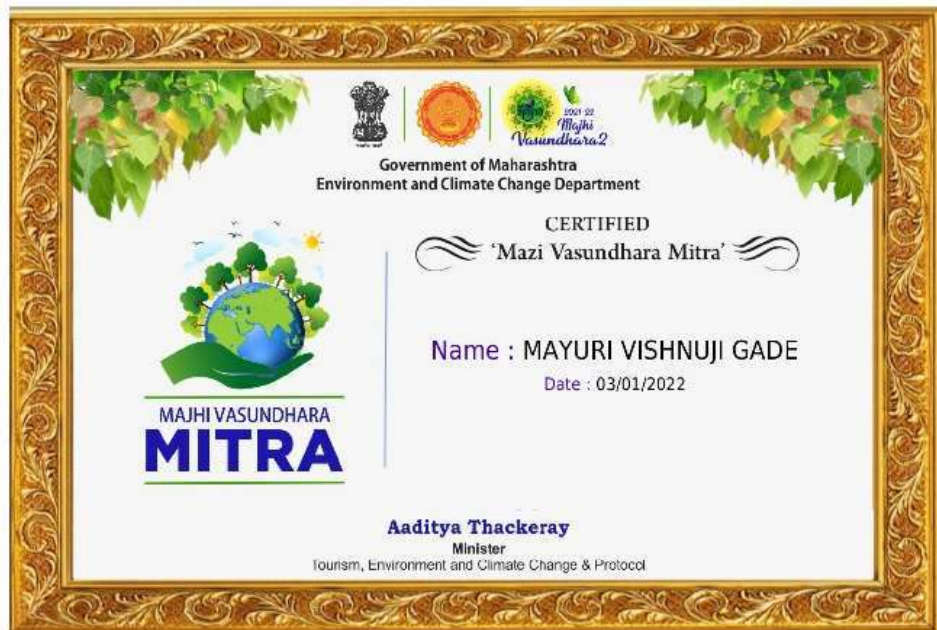 2021-22
Majhi
Vasundhara2
Government of Maharashtra
Environment and Climate Change Department
CERTIFIED
'Mazi Vasundhara Mitra'
MAJHI VASUNDHARA
MITRA
Name : MAYURI VISHNUJI GADE
Date : 03/01/2022
Aaditya Thackeray
Minister
Tourism, Environment and Climate Change & Protocol